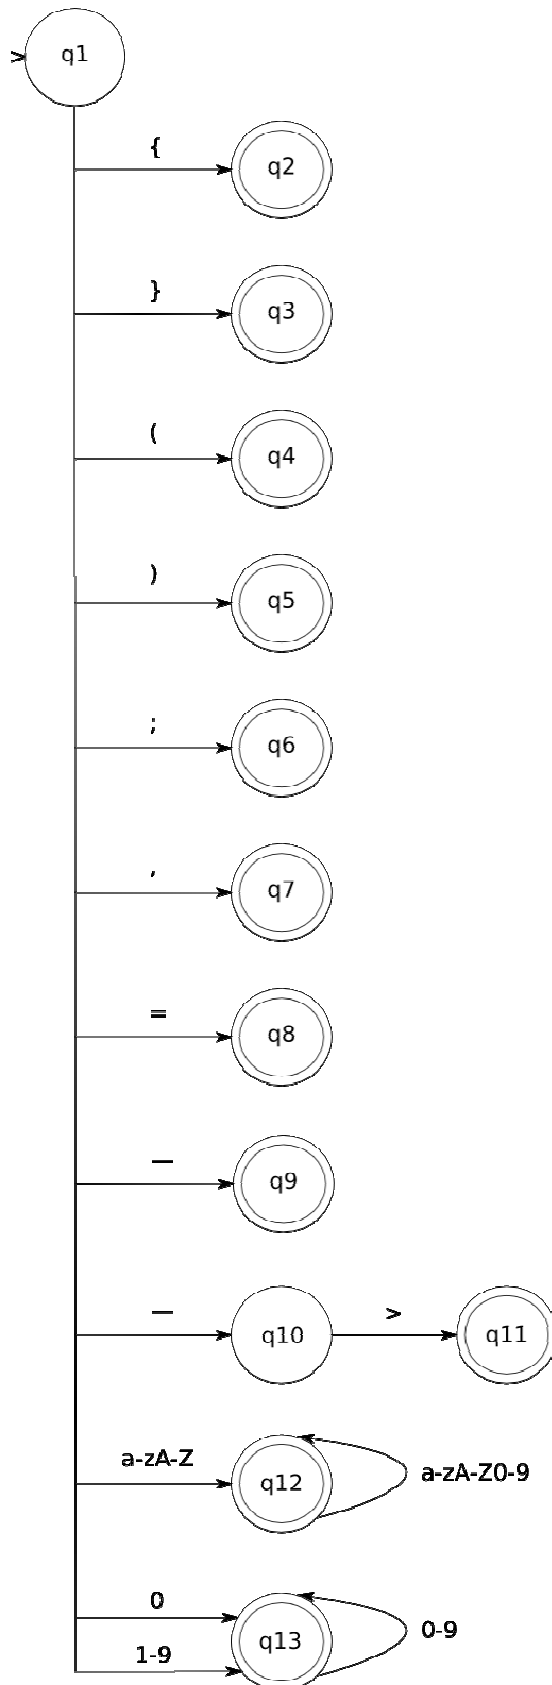 > q1
{
q2
}
q3
(
q4
)
q5
;
q6
,
q7
=
q8
—
q9
—
q10
>
q11
a-zA-Z
q12
a-zA-Z0-9
0
1-9
q13
0-9